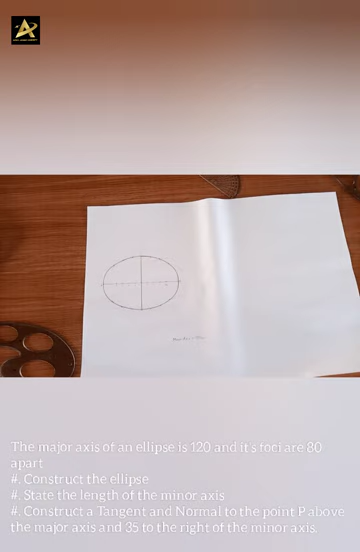 The major axis of an ellipse is 120 and it's foci are 80
apart
#. Construct the ellipse
#. State the length of the minor axis
#. Construct a Tangent and Normal to the point P above
the major axis and 35 to the right of the minor axis.